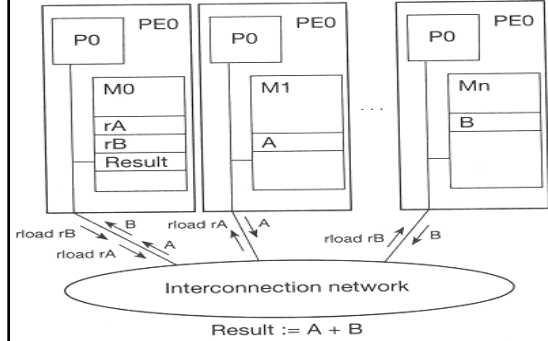 PE0
P0
M0
rA
rB
Result
PE0
P0
M1
A
. . .
PE0
P0
Mn
B
rload rB
B
rload rA
A
rload rA
A
rload rB
B
Interconnection network
Result := A + B